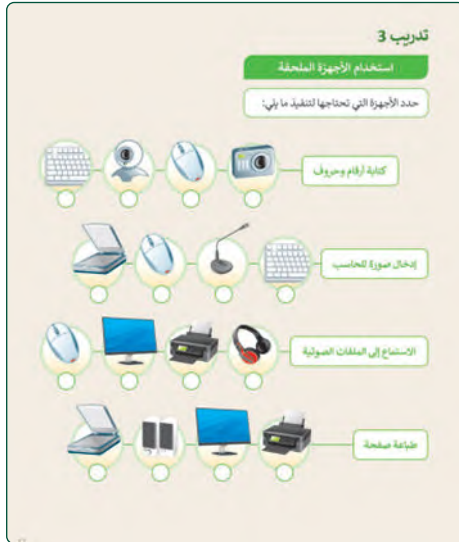 تدريب 3
استخدام الأجهزة الملحقة
حدد الأجهزة التي تحتاجها لتنفيذ ما يلي:
كتابة أرقام وحروف
إدخال صورة للحاسب
الاستماع إلى الملفات الصوتية
طباعة صفحة